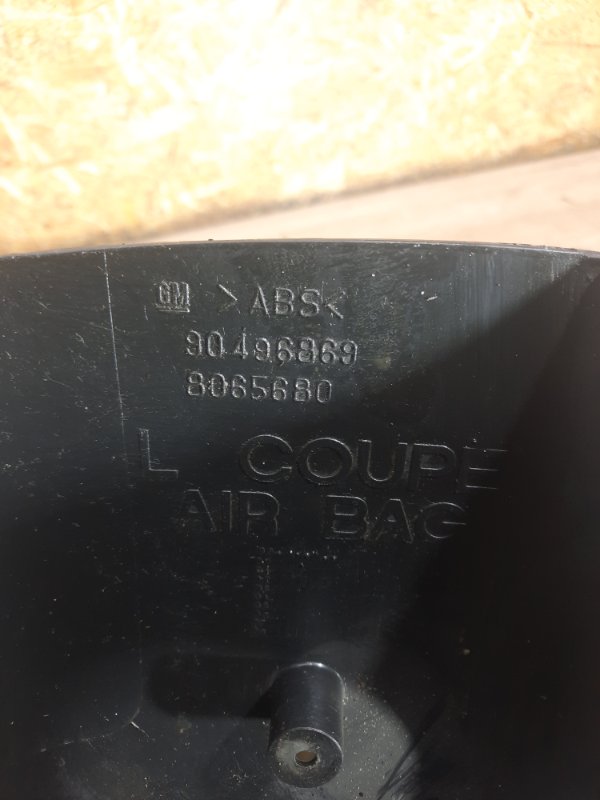 GM >ABS<
90496869
8065680
L COUPE
AIR BAG